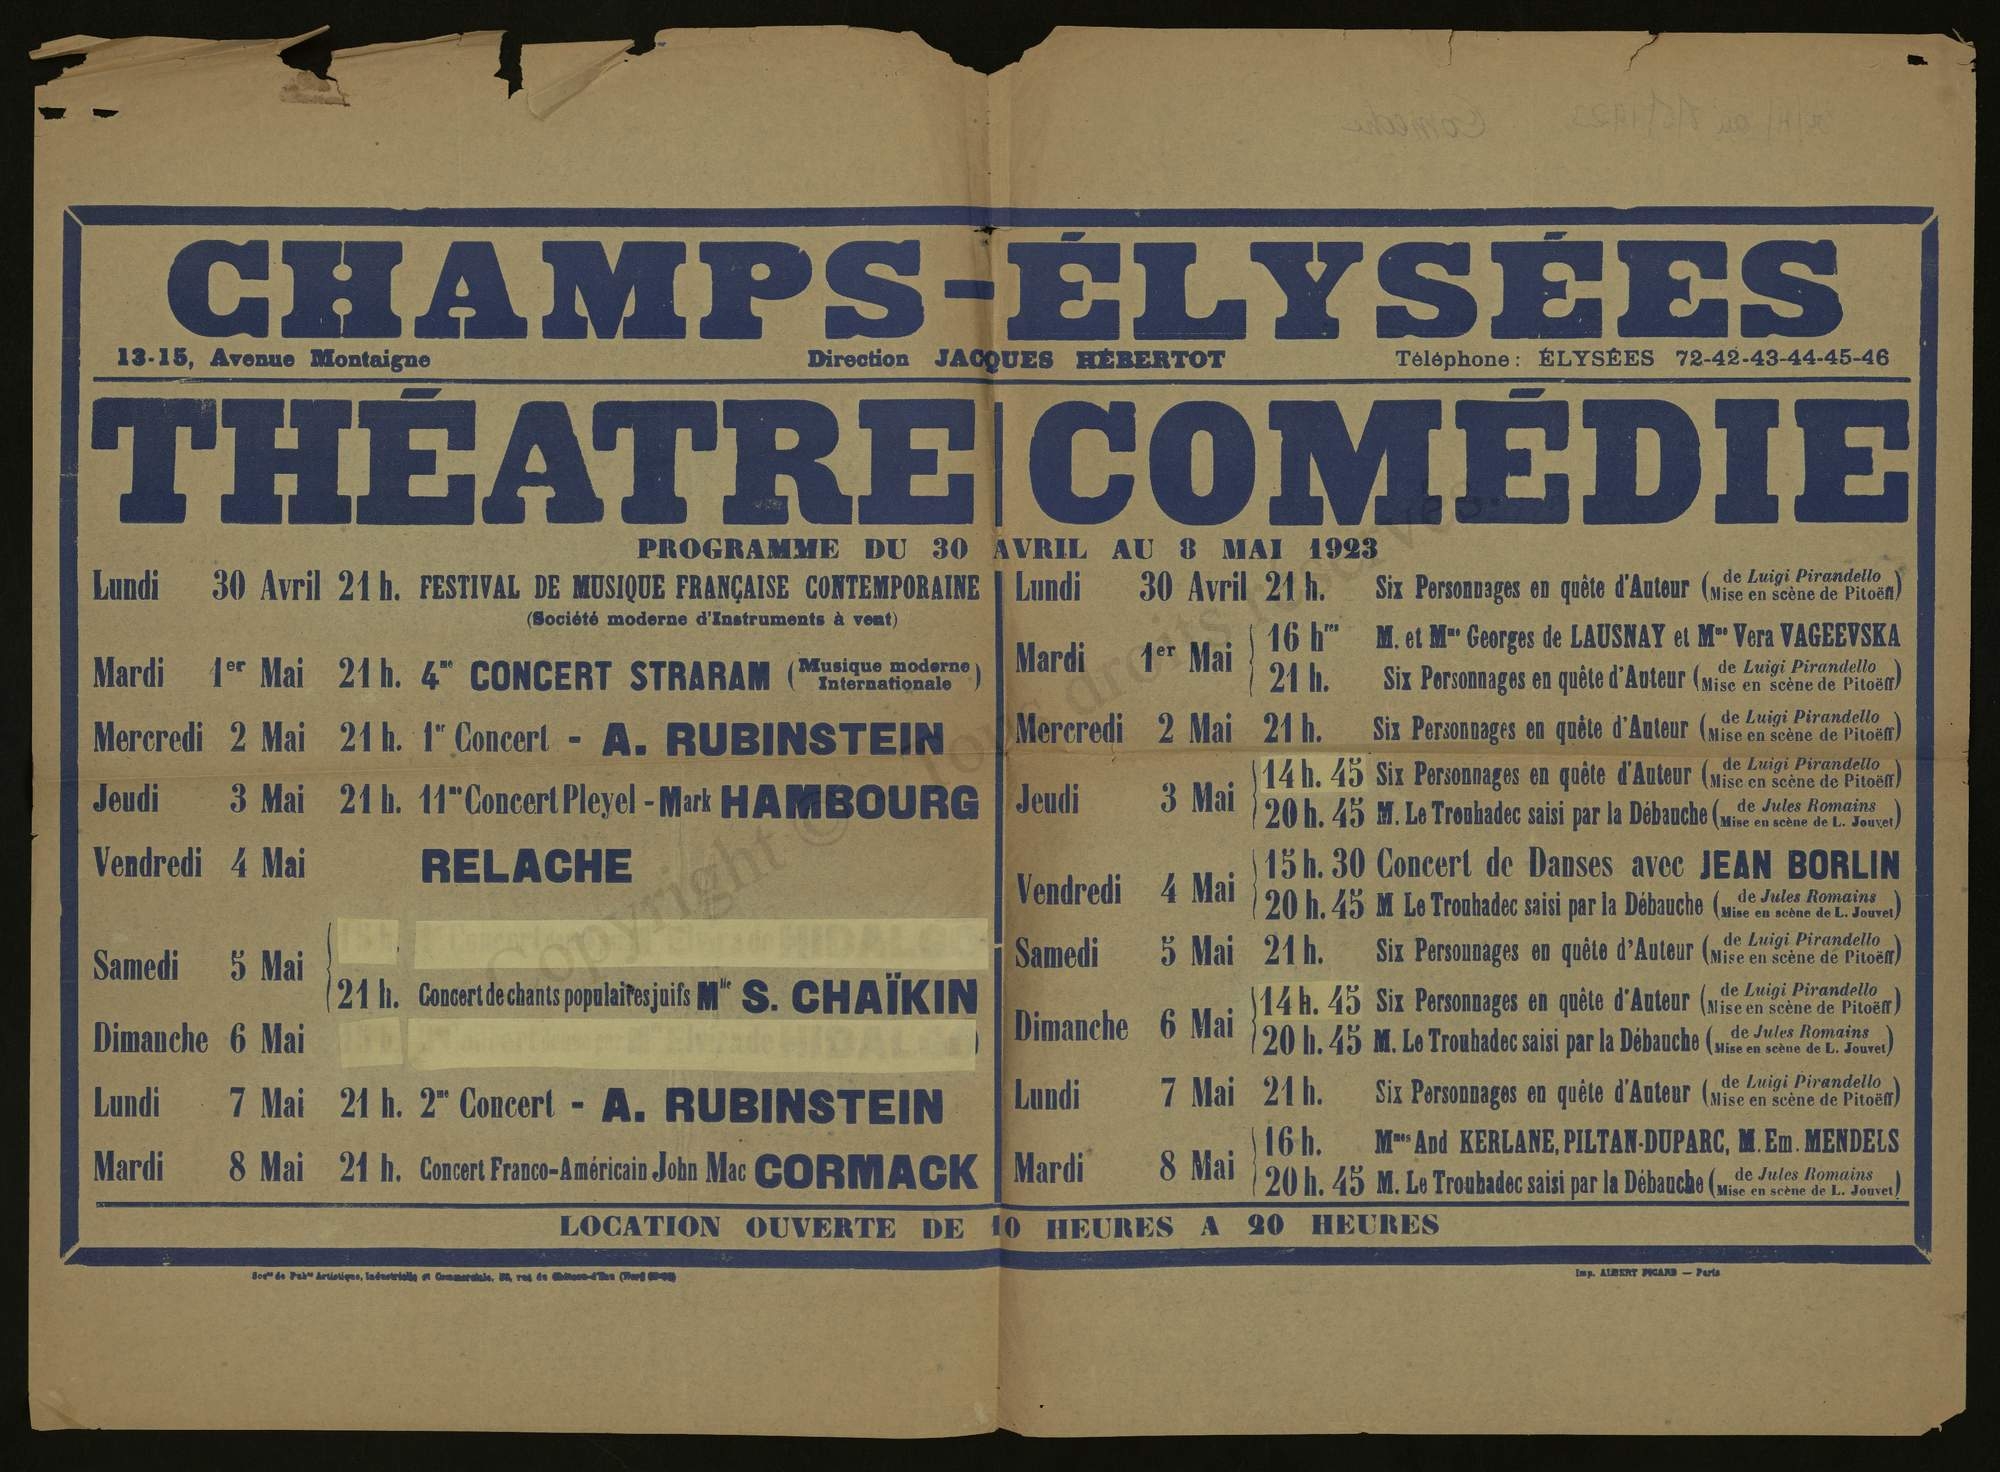 CHAMPS-ÉLYSÉES
13-15, Avenue Montaigne Direction JACQUES HÉBERTOT Téléphone : ÉLYSÉES 72-42-43-44-45-46
THÉATRE COMÉDIE
PROGRAMME DU 30 AVRIL AU 8 MAI 1923
Lundi 30 Avril 21 h. FESTIVAL DE MUSIQUE FRANÇAISE CONTEMPORAINE
(Société moderne d'Instruments à vent)
Mardi 1er Mai 21 h. 4me CONCERT STRARAM (Musique moderne
Internationale)
Mercredi 2 Mai 21 h. 1er Concert - A. RUBINSTEIN
Jeudi 3 Mai 21 h. 11me Concert Pleyel - Mark HAMBOURG
Vendredi 4 Mai RELACHE
Samedi 5 Mai
21 h. Concert de chants populaires juifs Mlle S. CHAÏKIN
Dimanche 6 Mai
Lundi 7 Mai 21 h. 2me Concert - A. RUBINSTEIN
Mardi 8 Mai 21 h. Concert Franco-Américain John Mac CORMACK
Lundi 30 Avril 21 h. Six Personnages en quête d'Auteur (de Luigi Pirandello
Mise en scène de Pitoëff)
Mardi 1er Mai 16 hres M. et Mme Georges de LAUSNAY et Mme Vera VAGEEVSKA
21 h. Six Personnages en quête d'Auteur (de Luigi Pirandello
Mise en scène de Pitoëff)
Mercredi 2 Mai 21 h. Six Personnages en quête d'Auteur (de Luigi Pirandello
Mise en scène de Pitoëff)
Jeudi 3 Mai 14 h. 45 Six Personnages en quête d'Auteur (de Luigi Pirandello
Mise en scène de Pitoëff)
20 h. 45 M. Le Trouhadec saisi par la Débauche (de Jules Romains
Mise en scène de L. Jouvet)
Vendredi 4 Mai 15 h. 30 Concert de Danses avec JEAN BORLIN
20 h. 45 M Le Trouhadec saisi par la Débauche (de Jules Romains
Mise en scène de L. Jouvet)
Samedi 5 Mai 21 h. Six Personnages en quête d'Auteur (de Luigi Pirandello
Mise en scène de Pitoëff)
Dimanche 6 Mai 14 h. 45 Six Personnages en quête d'Auteur (de Luigi Pirandello
Mise en scène de Pitoëff)
20 h. 45 M. Le Trouhadec saisi par la Débauche (de Jules Romains
Mise en scène de L. Jouvet)
Lundi 7 Mai 21 h. Six Personnages en quête d'Auteur (de Luigi Pirandello
Mise en scène de Pitoëff)
Mardi 8 Mai 16 h. Mmes And KERLANE, PILTAN-DUPARC, M. Em. MENDELS
20 h. 45 M. Le Trouhadec saisi par la Débauche (de Jules Romains
Mise en scène de L. Jouvet)
LOCATION OUVERTE DE 10 HEURES A 20 HEURES
Artistique, Industrielle et Commerciale, rue du Château-d'Eau
Imp. ALBERT PICARD — Paris
Copyright © Tous droits réservés.